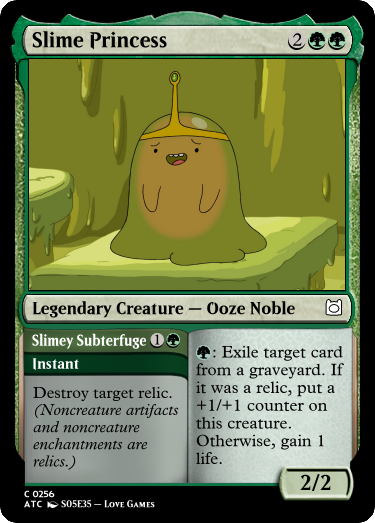 Slime Princess 2
Legendary Creature — Ooze Noble
Slimey Subterfuge 1
Instant
Destroy target relic.
(Noncreature artifacts
and noncreature
enchantments are
relics.)
: Exile target card
from a graveyard. If
it was a relic, put a
+1/+1 counter on
this creature.
Otherwise, gain 1
life.
2/2
C 0256
ATC S05E35 — Love Games